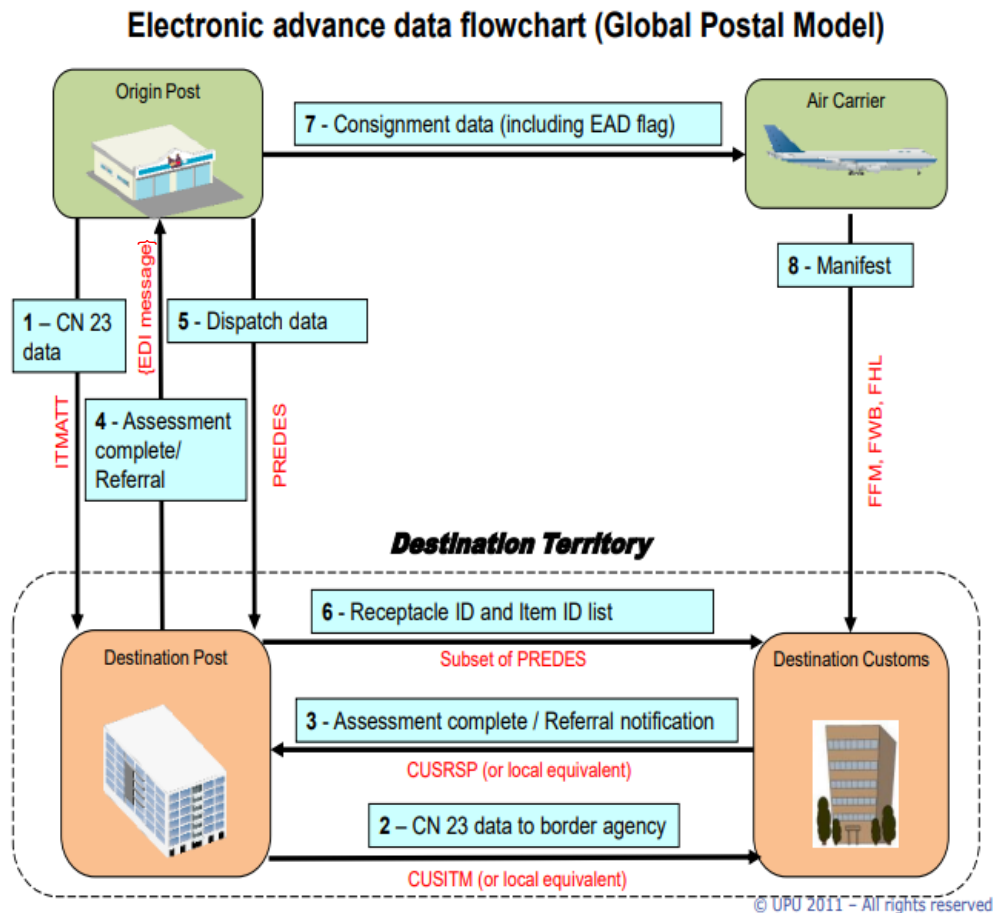 Electronic advance data flowchart (Global Postal Model)
Origin Post
Air Carrier
7 - Consignment data (including EAD flag)
8 - Manifest
1 – CN 23
data
{EDI message}
5 - Dispatch data
4 - Assessment
complete/
Referral
ITMATT
PREDES
FFM, FWB, FHL
Destination Territory
6 - Receptacle ID and Item ID list
Destination Post
Subset of PREDES
Destination Customs
3 - Assessment complete / Referral notification
CUSRSP (or local equivalent)
2 – CN 23 data to border agency
CUSITM (or local equivalent)
© UPU 2011 – All rights reserved